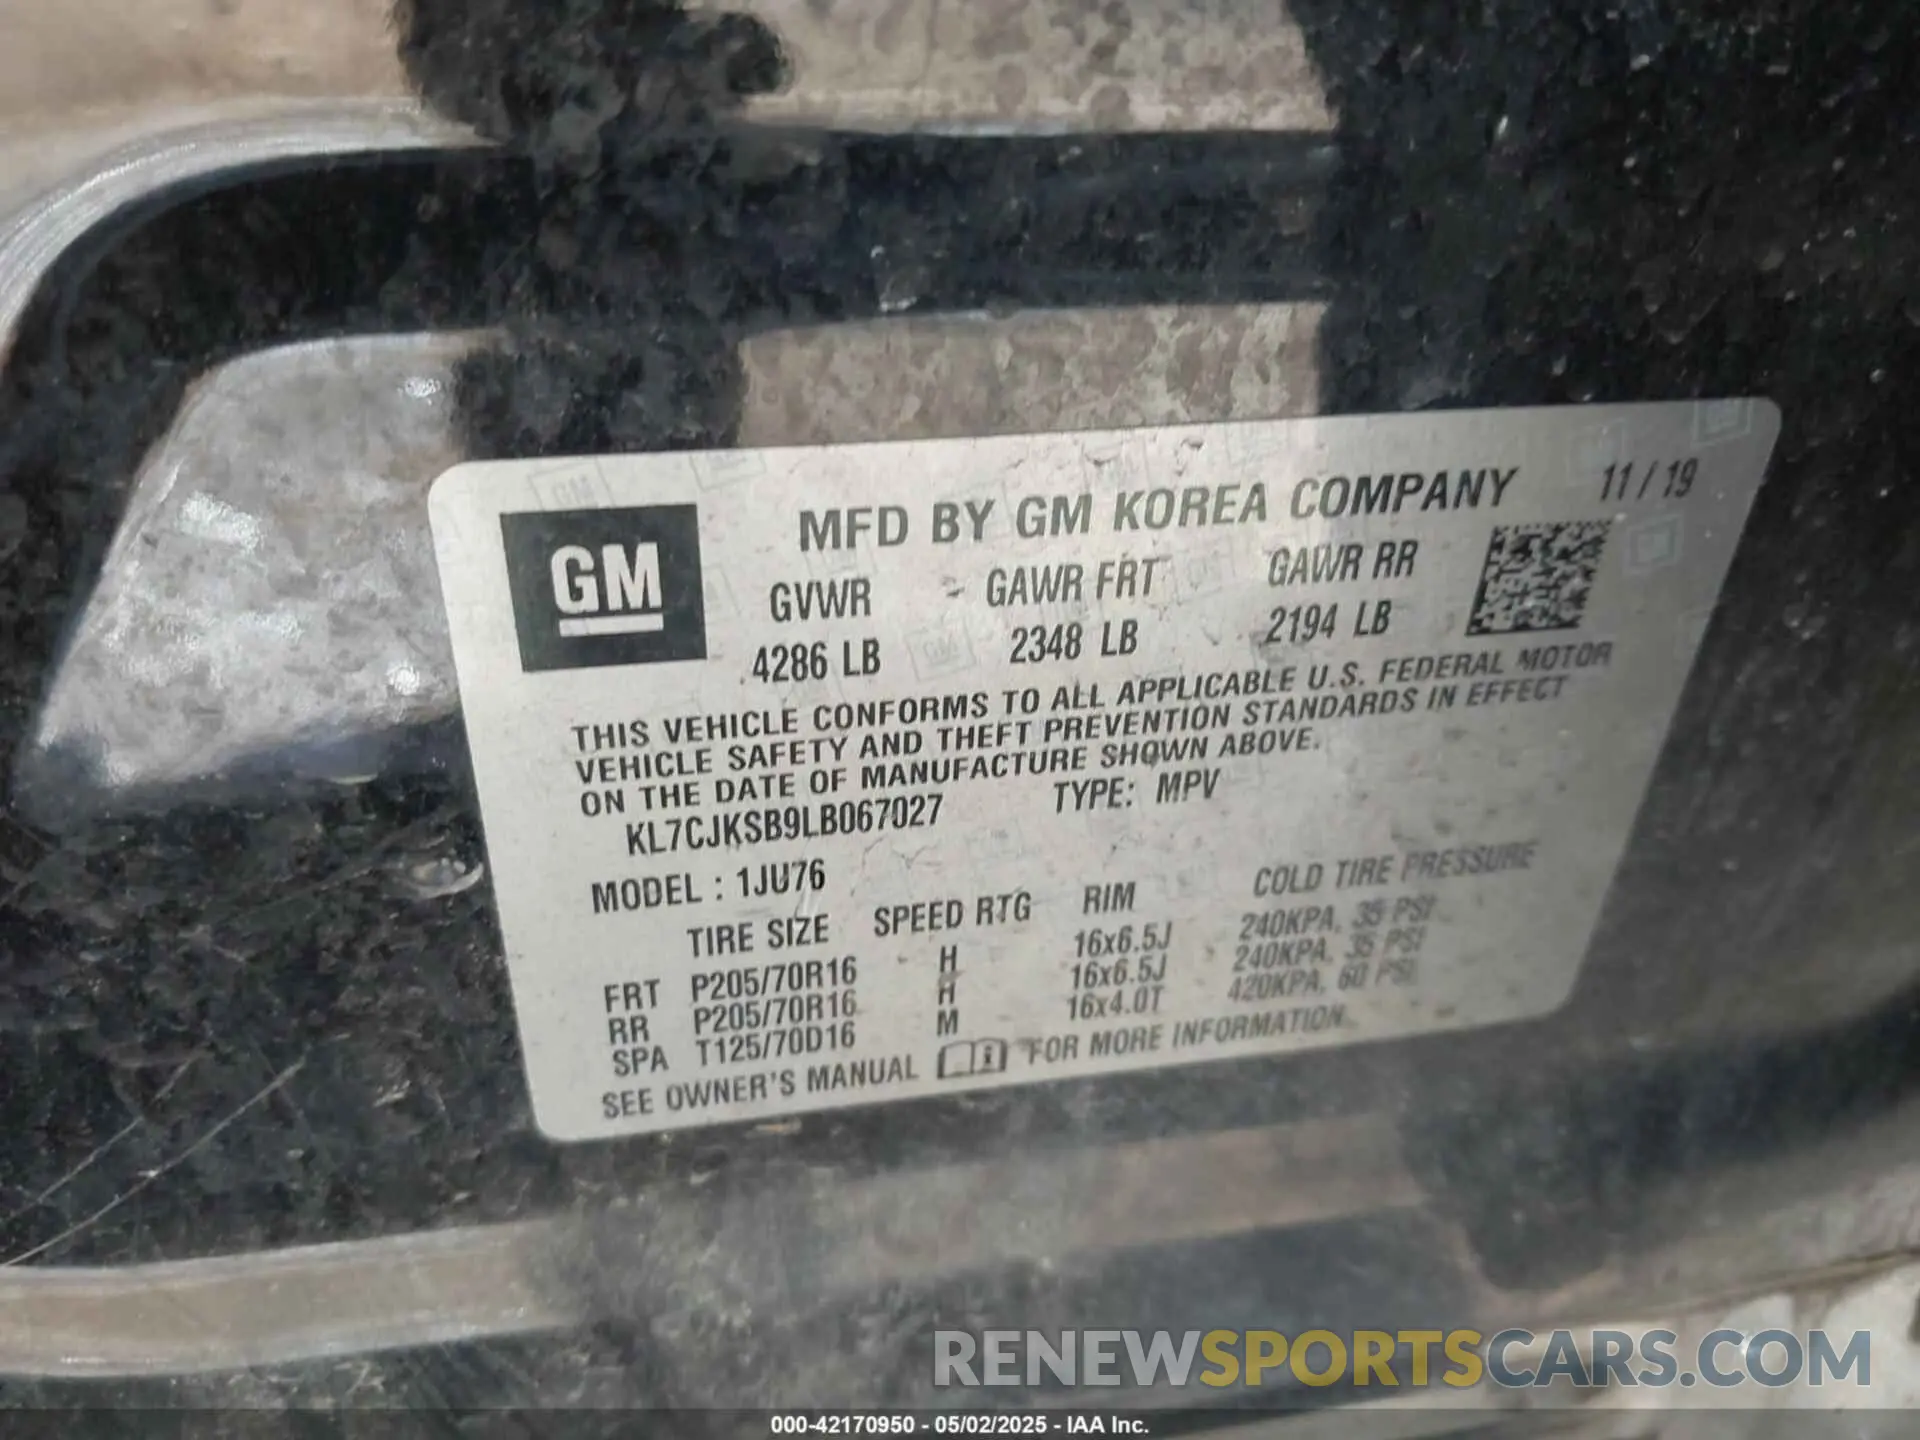 MFD BY GM KOREA COMPANY 11/19
GM
GVWR GAWR FRT GAWR RR
4286 LB 2348 LB 2194 LB
THIS VEHICLE CONFORMS TO ALL APPLICABLE U.S. FEDERAL MOTOR
VEHICLE SAFETY AND THEFT PREVENTION STANDARDS IN EFFECT
ON THE DATE OF MANUFACTURE SHOWN ABOVE.
KL7CJKSB9LB067027 TYPE: MPV
MODEL : 1JU76
TIRE SIZE SPEED RTG RIM COLD TIRE PRESSURE
FRT P205/70R16 H 16x6.5J 240KPA, 35 PSI
RR P205/70R16 H 16x6.5J 240KPA, 35 PSI
SPA T125/70D16 M 16x4.0T 420KPA, 60 PSI
SEE OWNER'S MANUAL FOR MORE INFORMATION.
RENEWSPORTSCARS.COM
000-42170950 - 05/02/2025 - IAA Inc.